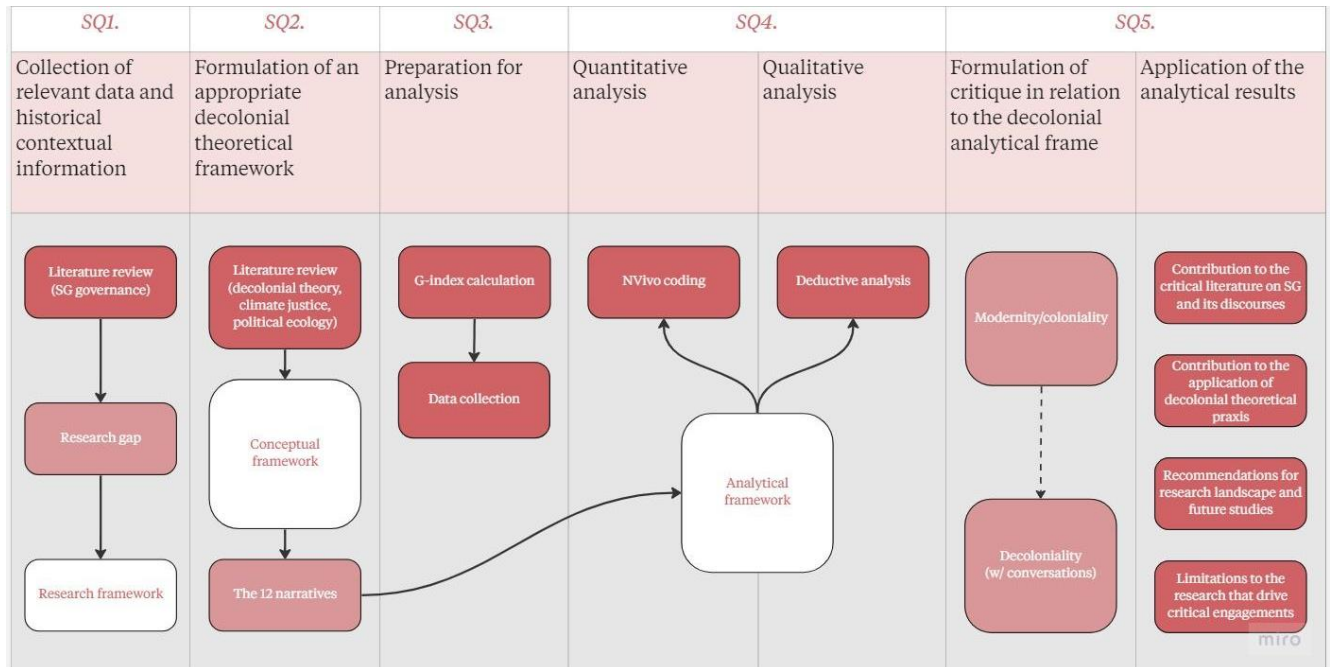 SQ1.
SQ2.
SQ3.
SQ4.
SQ5.
Collection of
relevant data and
historical
contextual
information
Formulation of an
appropriate
decolonial
theoretical
framework
Preparation for
analysis
Quantitative
analysis
Qualitative
analysis
Formulation of
critique in relation
to the decolonial
analytical frame
Application of the
analytical results
Literature review
(SG governance)
Research gap
Research framework
Literature review
(decolonial theory,
climate justice,
political ecology)
Conceptual
framework
The 12 narratives
G-index calculation
Data collection
NVivo coding
Deductive analysis
Analytical
framework
Modernity/coloniality
Decoloniality
(w/ conversations)
Contribution to the
critical literature on SG
and its discourses
Contribution to the
application of
decolonial theoretical
praxis
Recommendations for
research landscape and
future studies
Limitations to the
research that drive
critical engagements
miro